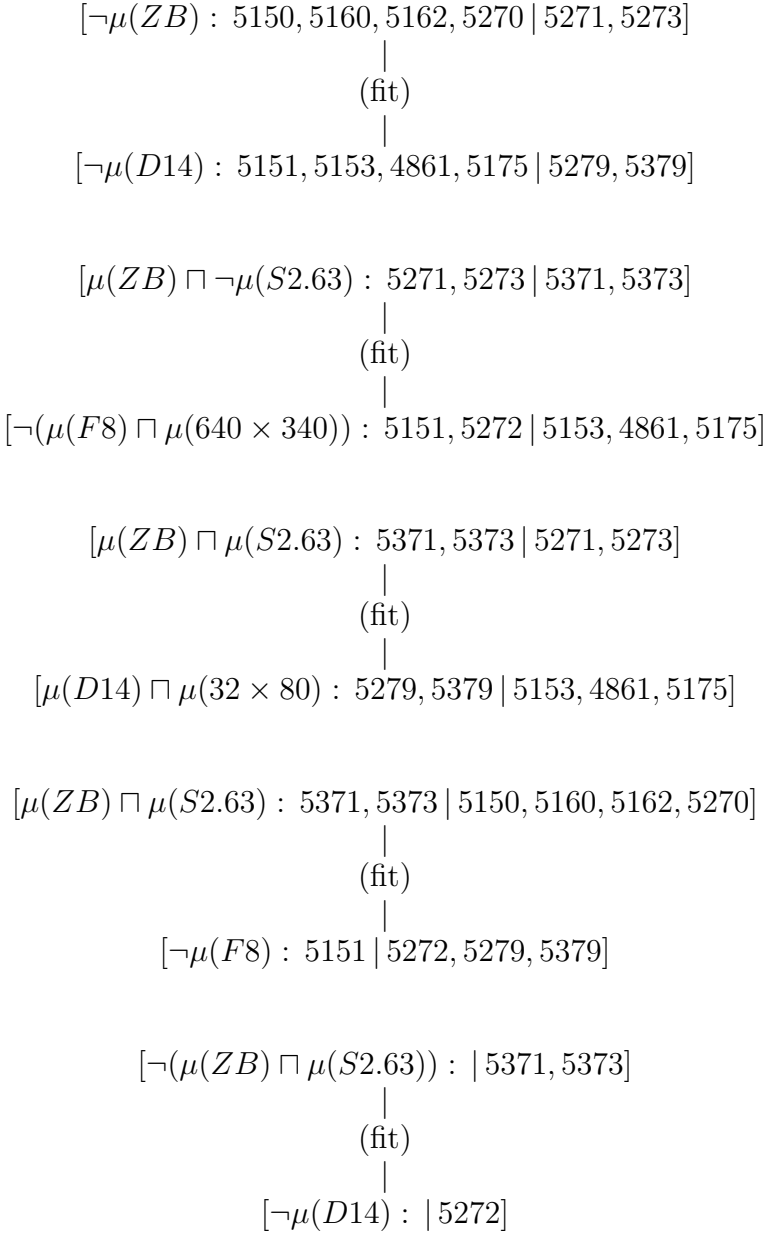 [¬μ(ZB) : 5150, 5160, 5162, 5270 | 5271, 5273]
|
(fit)
|
[¬μ(D14) : 5151, 5153, 4861, 5175 | 5279, 5379]
[μ(ZB) ⊓ ¬μ(S2.63) : 5271, 5273 | 5371, 5373]
|
(fit)
|
[¬(μ(F8) ⊓ μ(640 × 340)) : 5151, 5272 | 5153, 4861, 5175]
[μ(ZB) ⊓ μ(S2.63) : 5371, 5373 | 5271, 5273]
|
(fit)
|
[μ(D14) ⊓ μ(32 × 80) : 5279, 5379 | 5153, 4861, 5175]
[μ(ZB) ⊓ μ(S2.63) : 5371, 5373 | 5150, 5160, 5162, 5270]
|
(fit)
|
[¬μ(F8) : 5151 | 5272, 5279, 5379]
[¬(μ(ZB) ⊓ μ(S2.63)) : | 5371, 5373]
|
(fit)
|
[¬μ(D14) : | 5272]